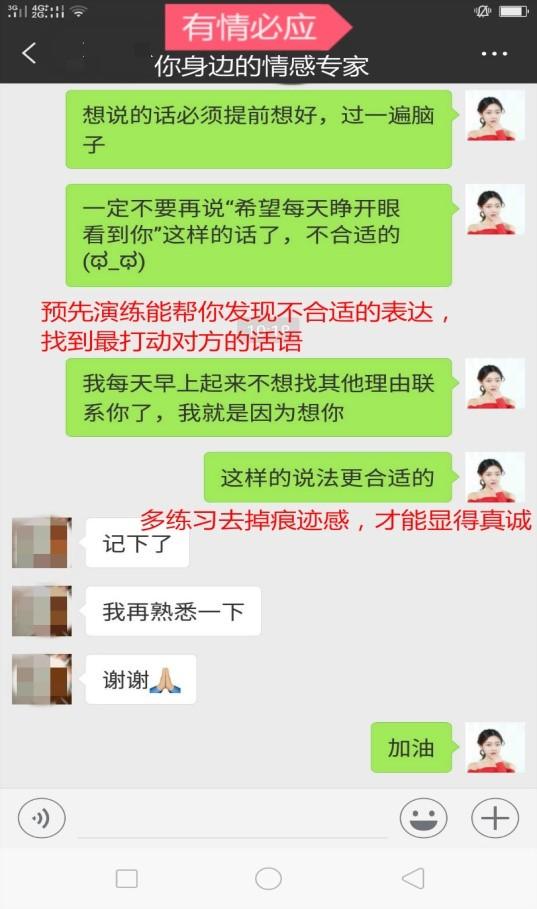 3G 4G 2G
有情必应
你身边的情感专家
想说的话必须提前想好，过一遍脑
子
一定不要再说“希望每天睁开眼
看到你”这样的话了，不合适的
(ಥ_ಥ)
预先演练能帮你发现不合适的表达，
找到最打动对方的话语
我每天早上起来不想找其他理由联
系你了，我就是因为想你
这样的说法更合适的
多练习去掉痕迹感，才能显得真诚
记下了
我再熟悉一下
谢谢🙏
加油